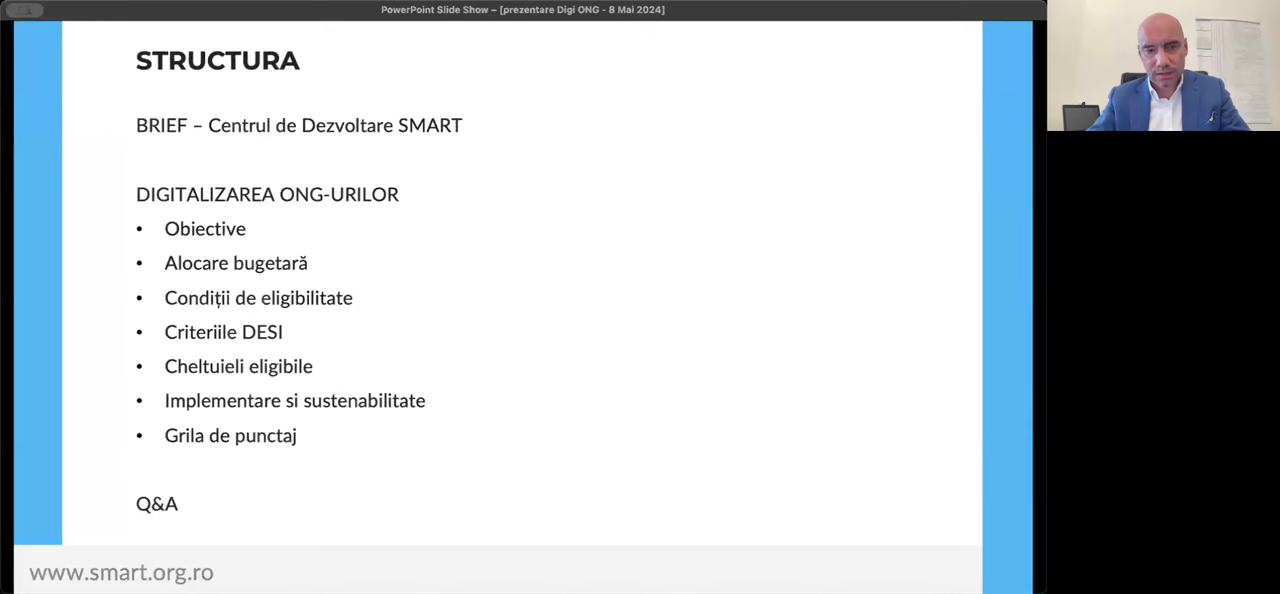 PowerPoint Slide Show – [prezentare Digi ONG - 8 Mai 2024]
STRUCTURA
BRIEF – Centrul de Dezvoltare SMART
DIGITALIZAREA ONG-URILOR
• Obiective
• Alocare bugetară
• Condiții de eligibilitate
• Criteriile DESI
• Cheltuieli eligibile
• Implementare si sustenabilitate
• Grila de punctaj
Q&A
www.smart.org.ro